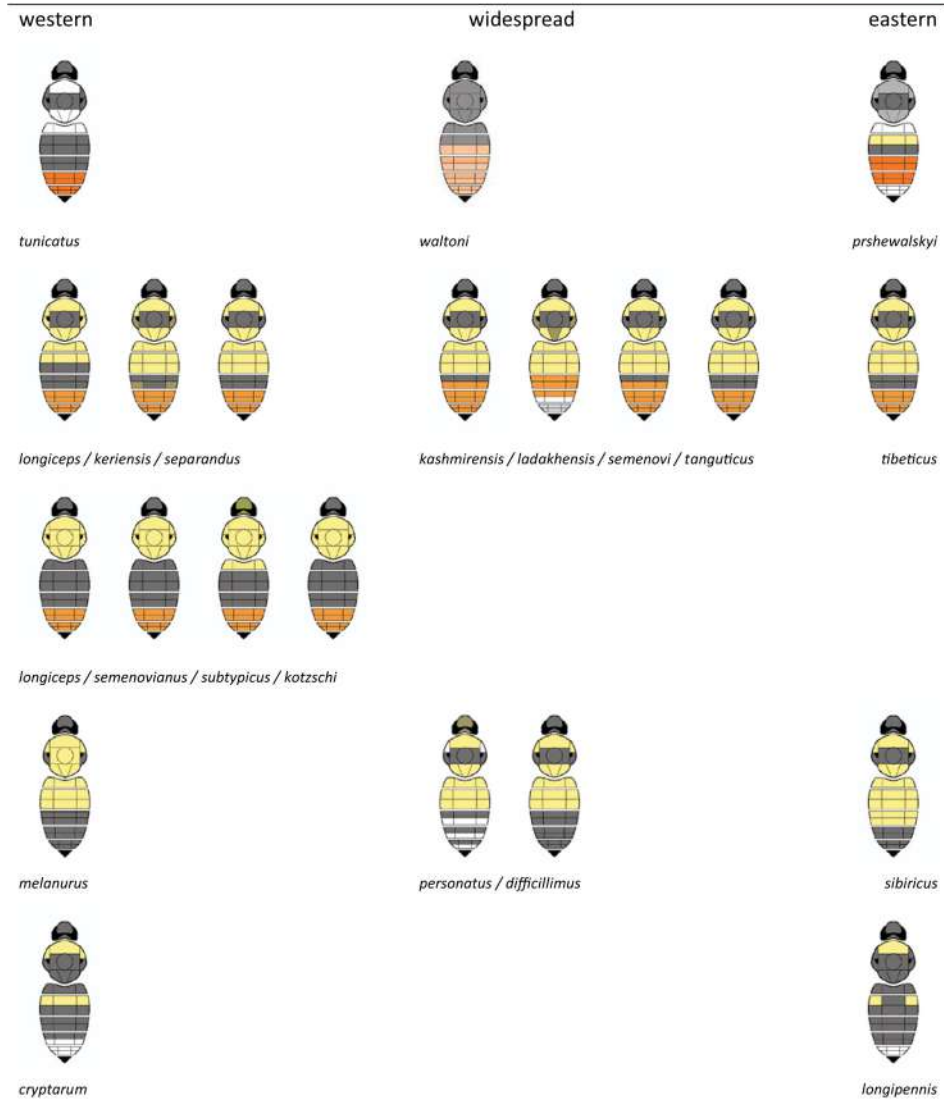 western widespread eastern
tunicatus waltoni prshewalskyi
longiceps / keriensis / separandus kashmirensis / ladakhensis / semenovi / tanguticus tibeticus
longiceps / semenovianus / subtypicus / kotzschi
melanurus personatus / difficillimus sibiricus
cryptarum longipennis